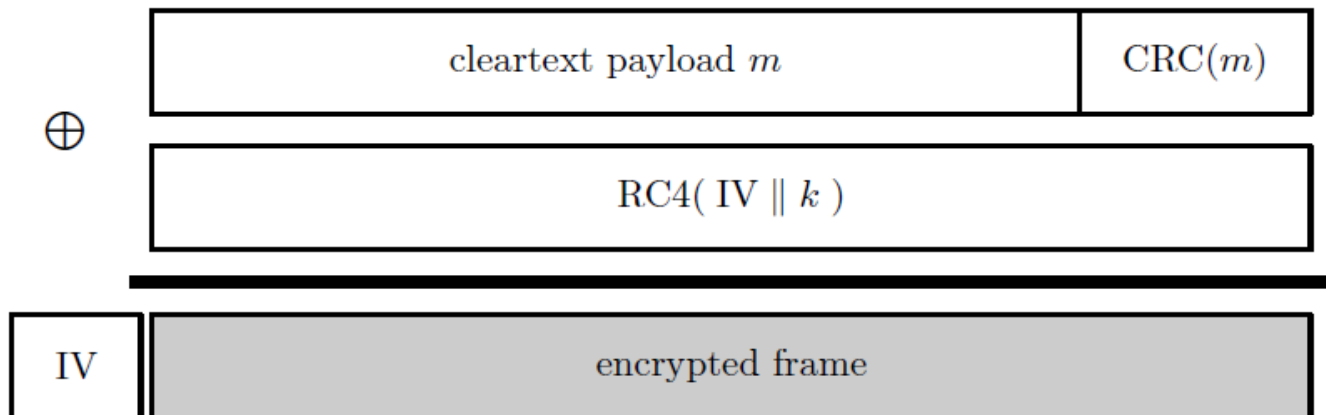 cleartext payload m CRC(m)
⊕
RC4( IV ∥ k )
IV encrypted frame